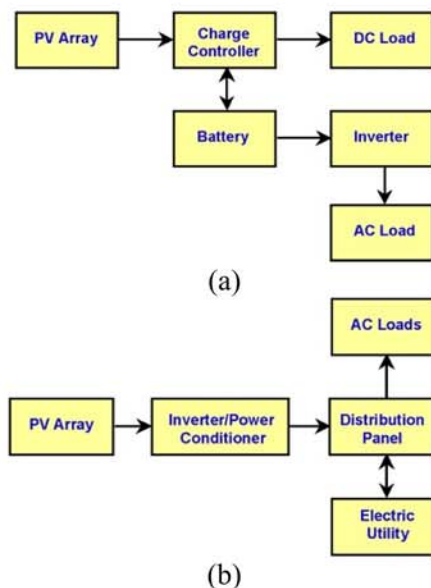 PV Array
Charge
Controller
DC Load
Battery
Inverter
AC Load
(a)
AC Loads
PV Array
Inverter/Power
Conditioner
Distribution
Panel
Electric
Utility
(b)